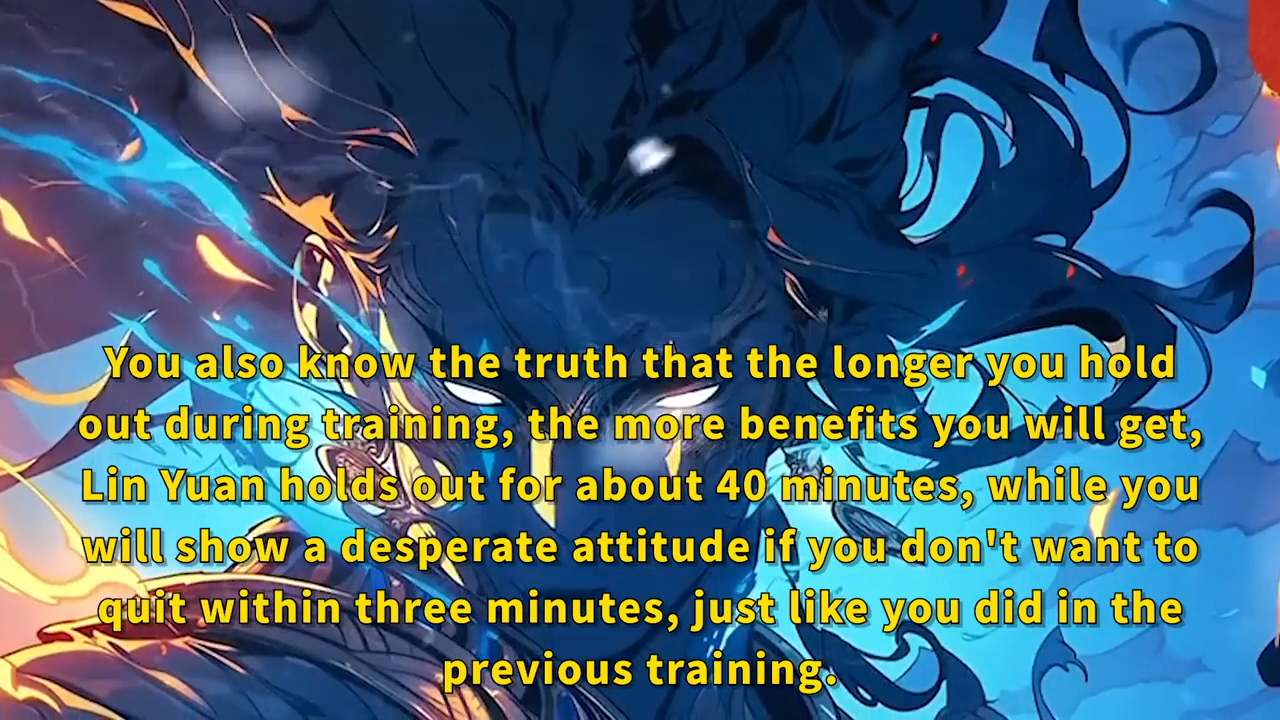 You also know the truth that the longer you hold
out during training, the more benefits you will get,
Lin Yuan holds out for about 40 minutes, while you
will show a desperate attitude if you don't want to
quit within three minutes, just like you did in the
previous training.